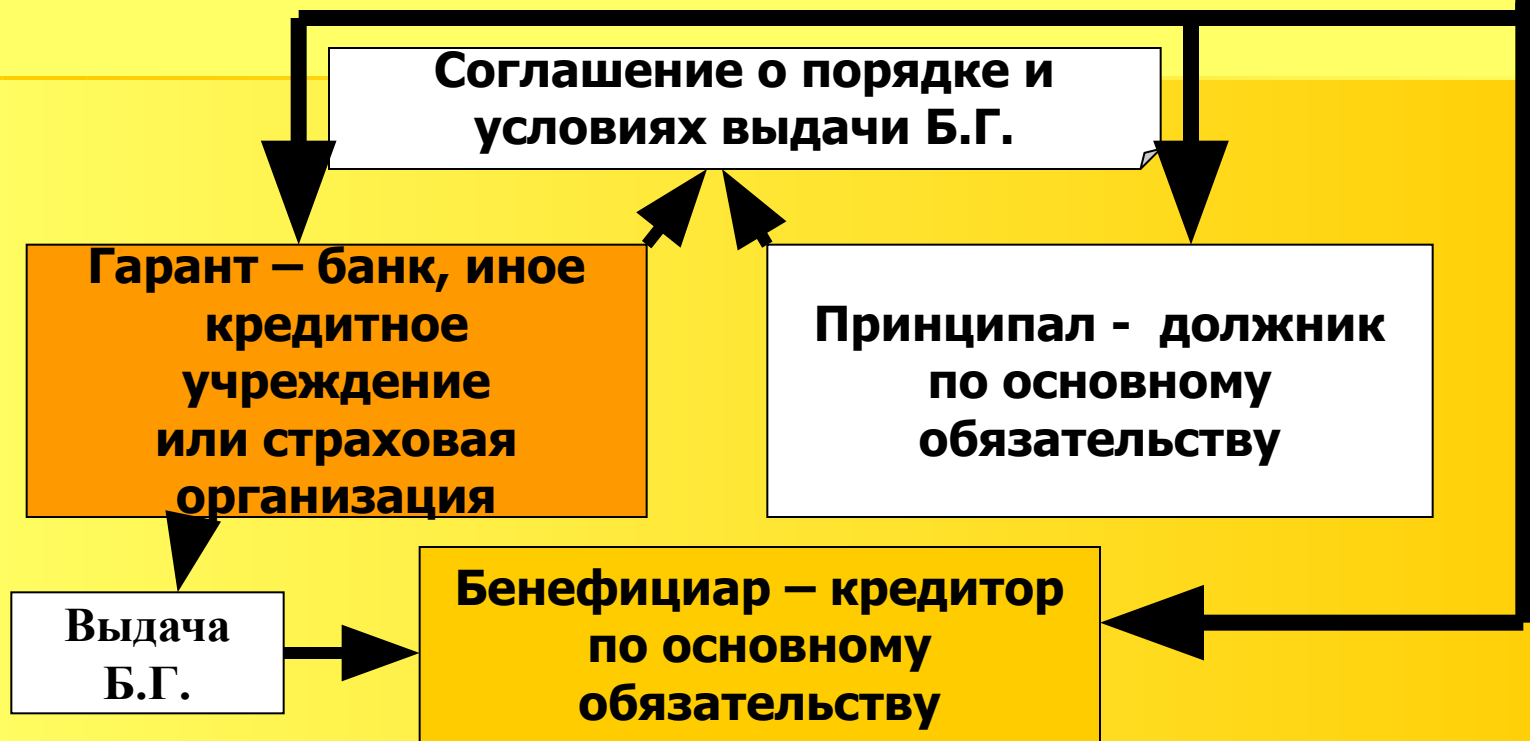 Соглашение о порядке и
условиях выдачи Б.Г.
Гарант – банк, иное
кредитное
учреждение
или страховая
организация
Принципал - должник
по основному
обязательству
Выдача
Б.Г.
Бенефициар – кредитор
по основному
обязательству